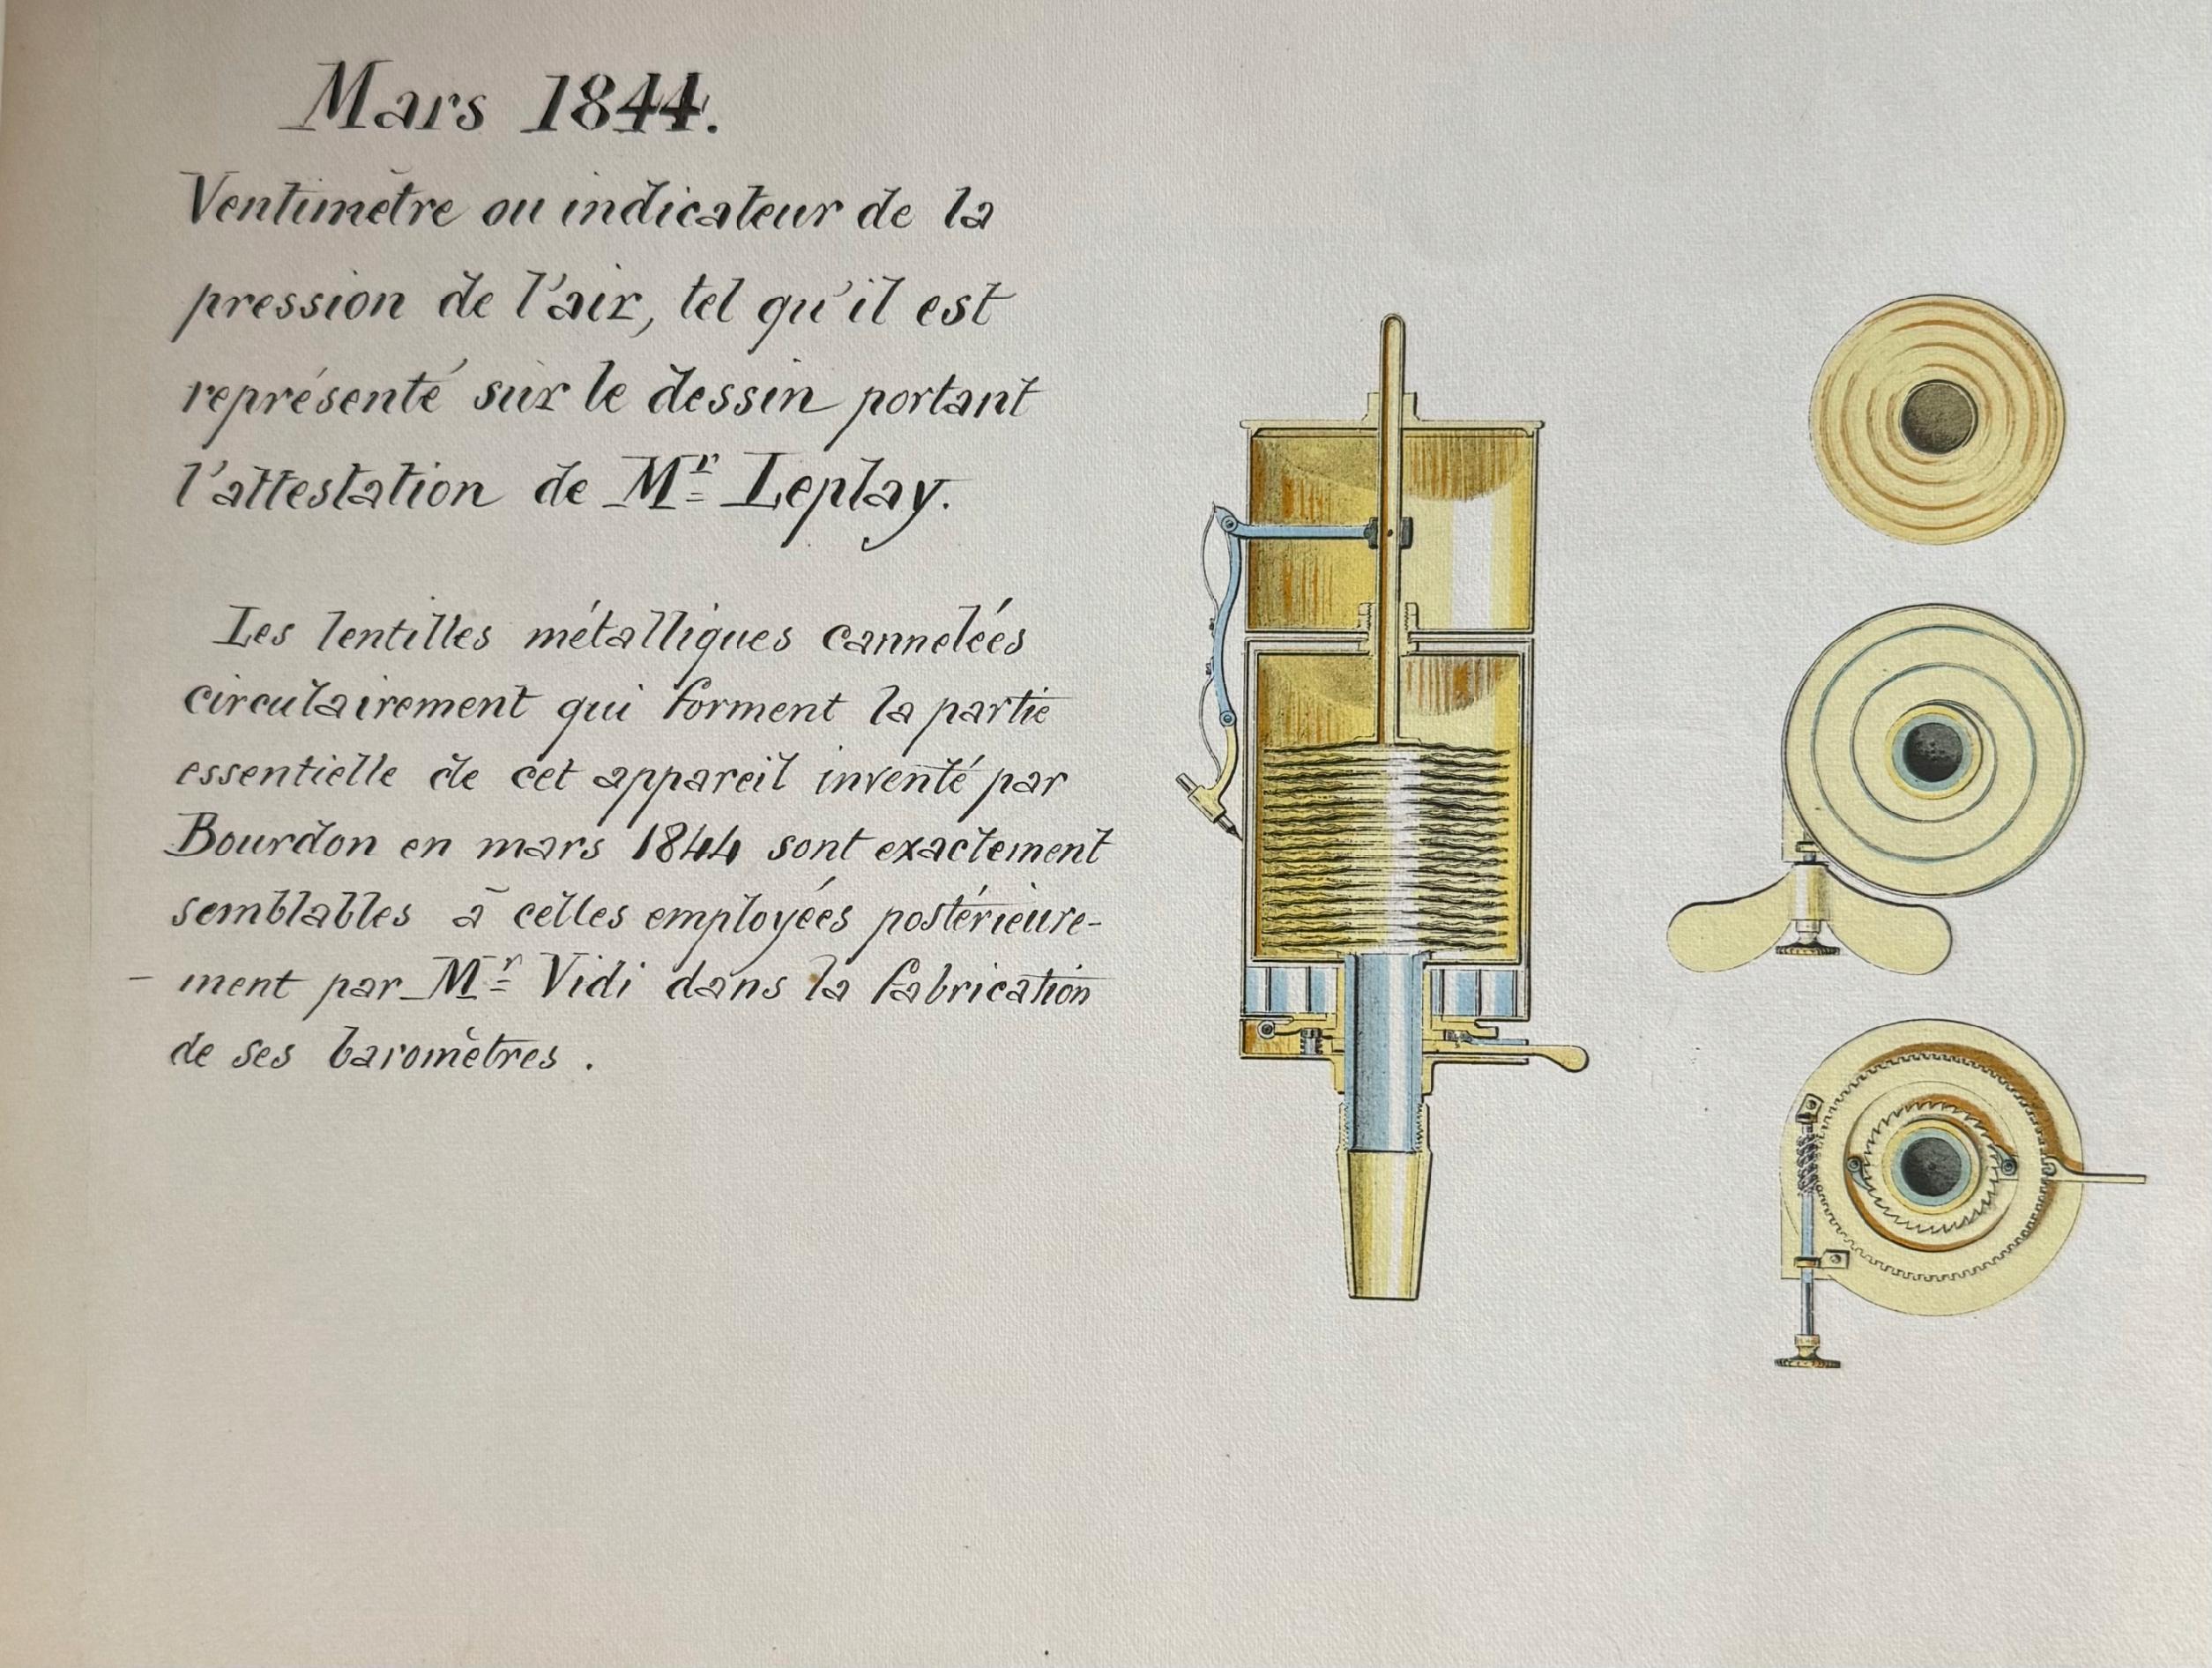 Mars 1844.
Ventimètre ou indicateur de la
pression de l'air, tel qu'il est
représenté sur le dessin portant
l'attestation de Mr Leplay.
Les lentilles métalliques cannelées
circulairement qui forment la partie
essentielle de cet appareil inventé par
Bourdon en mars 1844 sont exactement
semblables à celles employées postérieure-
- ment par Mr Vidi dans la fabrication
de ses baromètres .